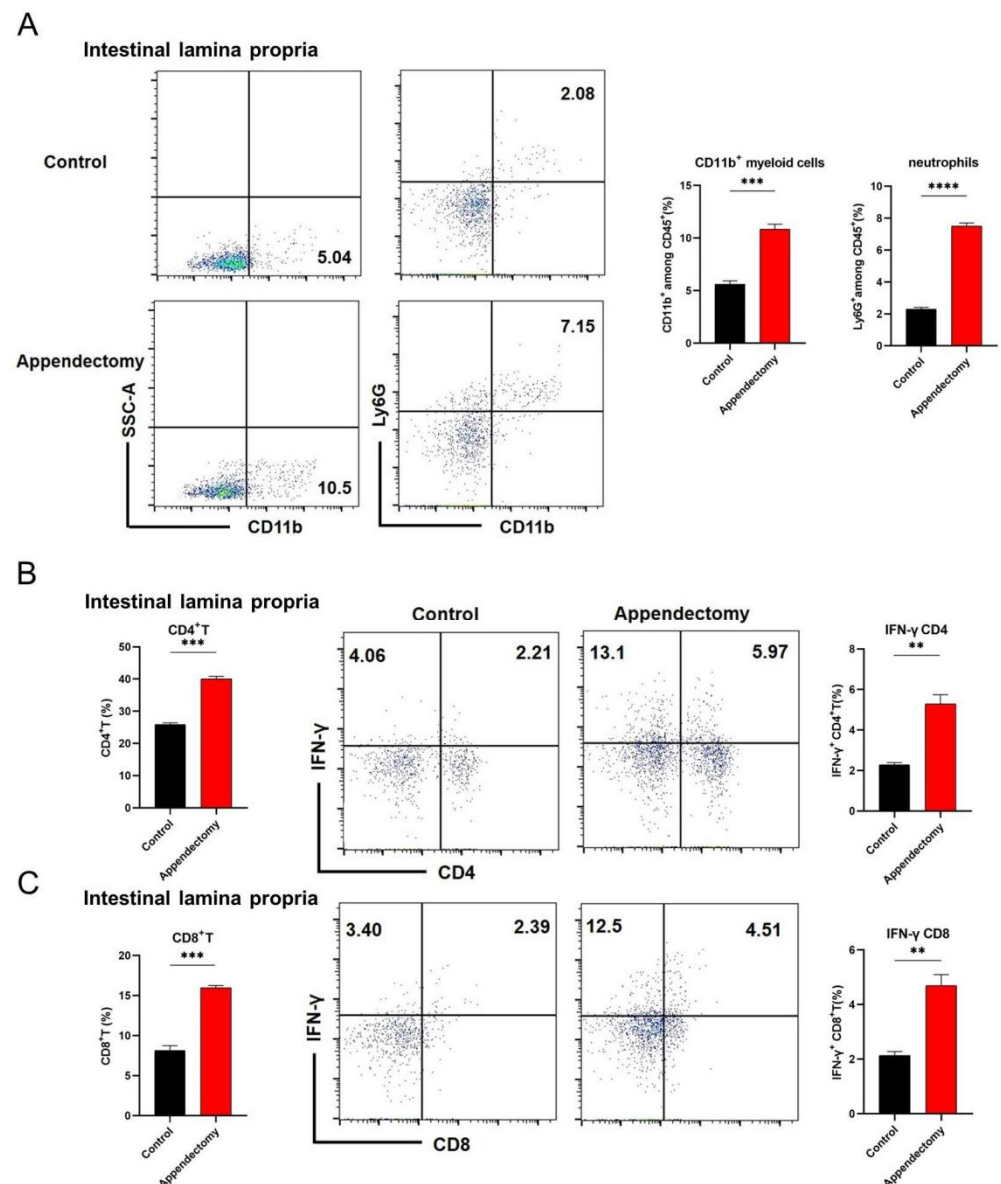 A
Intestinal lamina propria
Control
2.08
5.04
Appendectomy
7.15
10.5
SSC-A
CD11b
Ly6G
CD11b
CD11b⁺ myeloid cells
***
CD11b⁺ among CD45⁺(%)
15
10
5
0
Control
Appendectomy
neutrophils
****
Ly6G⁺among CD45⁺(%)
10
8
6
4
2
0
Control
Appendectomy
B
Intestinal lamina propria
CD4⁺T
***
CD4⁺T (%)
50
40
30
20
10
0
Control
Appendectomy
Control
4.06 2.21
IFN-γ
CD4
Appendectomy
13.1 5.97
IFN-γ CD4
**
IFN-γ⁺ CD4⁺T(%)
8
6
4
2
0
Control
Appendectomy
C
Intestinal lamina propria
CD8⁺T
***
CD8⁺T (%)
20
15
10
5
0
Control
Appendectomy
3.40 2.39
IFN-γ
CD8
12.5 4.51
IFN-γ CD8
**
IFN-γ⁺ CD8⁺T(%)
6
4
2
0
Control
Appendectomy